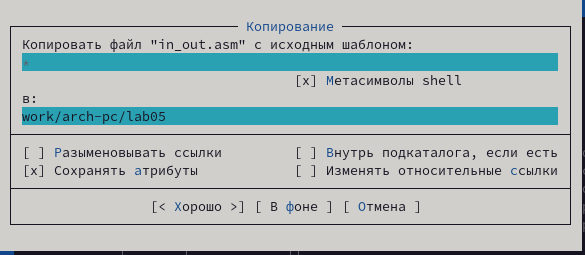 Копирование
Копировать файл "in_out.asm" с исходным шаблоном:
*
[x] Метасимволы shell
в:
work/arch-pc/lab05
[ ] Разыменовывать ссылки [ ] Внутрь подкаталога, если есть
[x] Сохранять атрибуты [ ] Изменять относительные ссылки
[< Хорошо >] [ В фоне ] [ Отмена ]